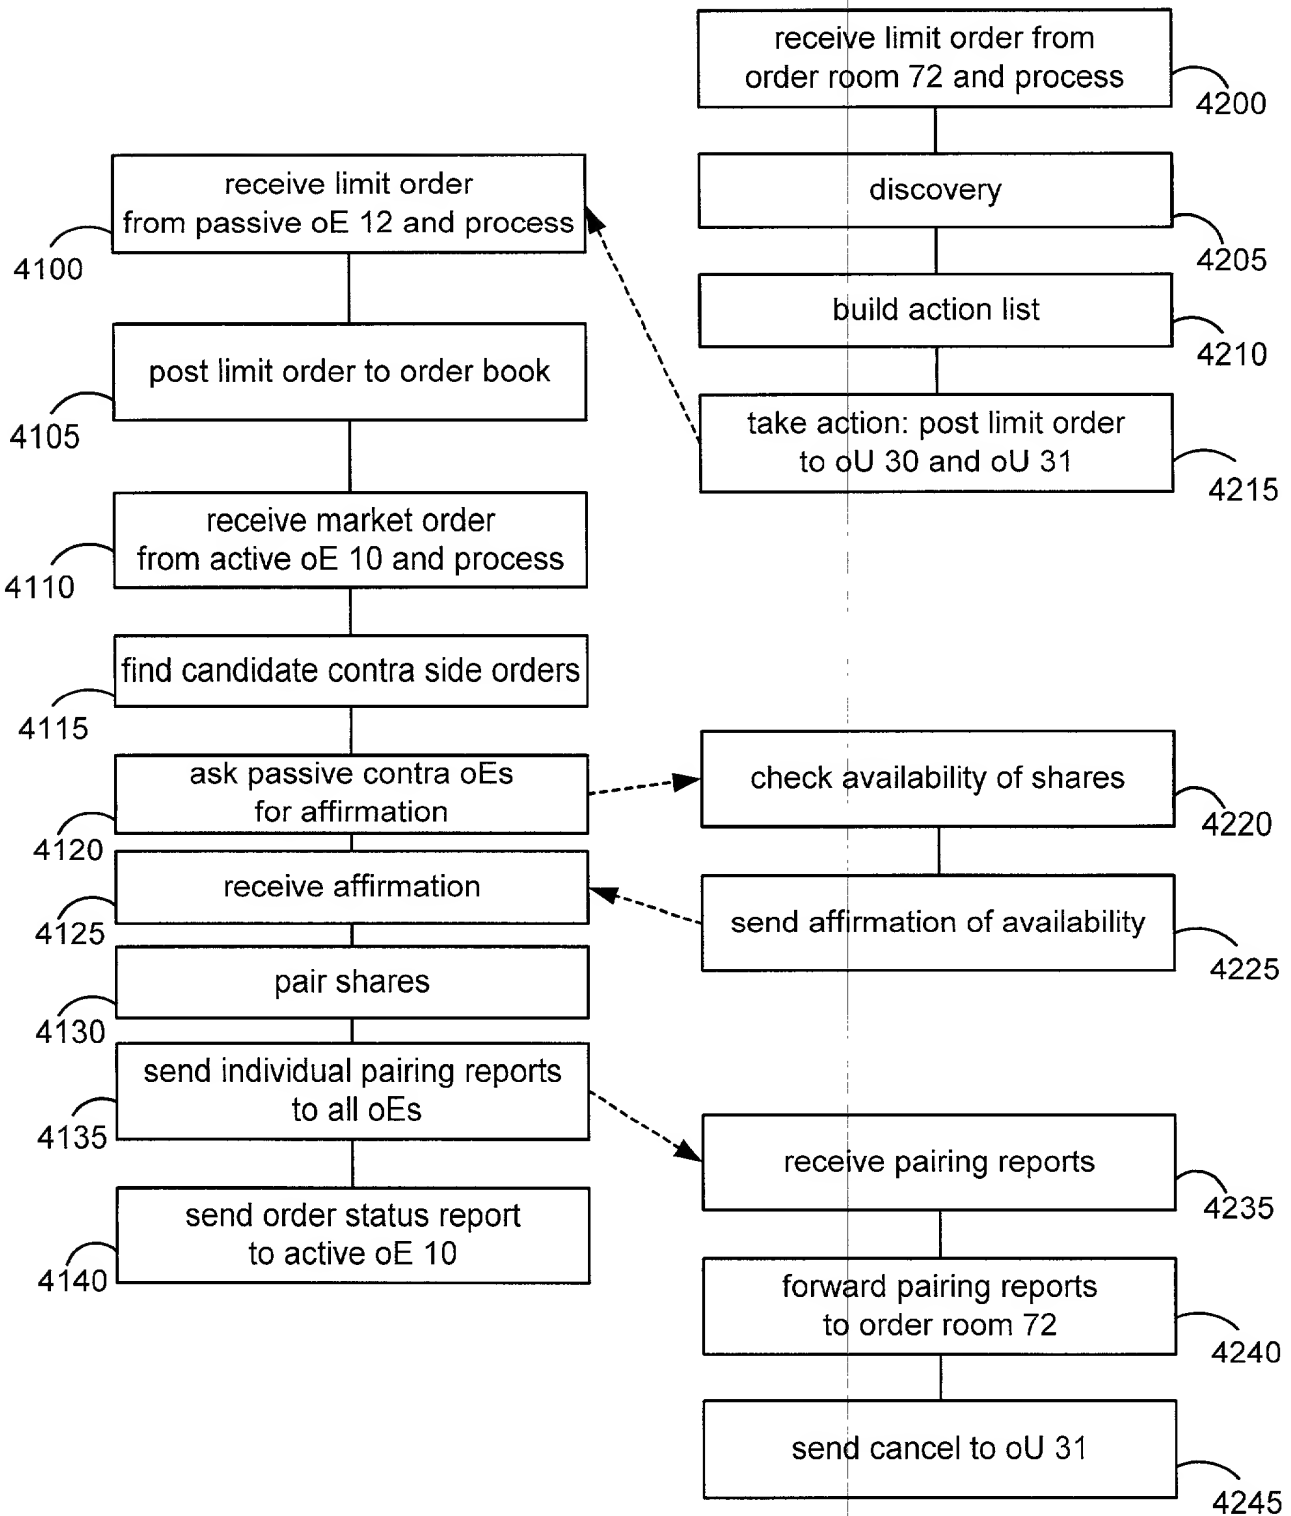 receive limit order
from passive oE 12 and process
4100
post limit order to order book
4105
receive market order
from active oE 10 and process
4110
find candidate contra side orders
4115
ask passive contra oEs
for affirmation
4120
receive affirmation
4125
pair shares
4130
send individual pairing reports
to all oEs
4135
send order status report
to active oE 10
4140
receive limit order from
order room 72 and process
4200
discovery
4205
build action list
4210
take action: post limit order
to oU 30 and oU 31
4215
check availability of shares
4220
send affirmation of availability
4225
receive pairing reports
4235
forward pairing reports
to order room 72
4240
send cancel to oU 31
4245